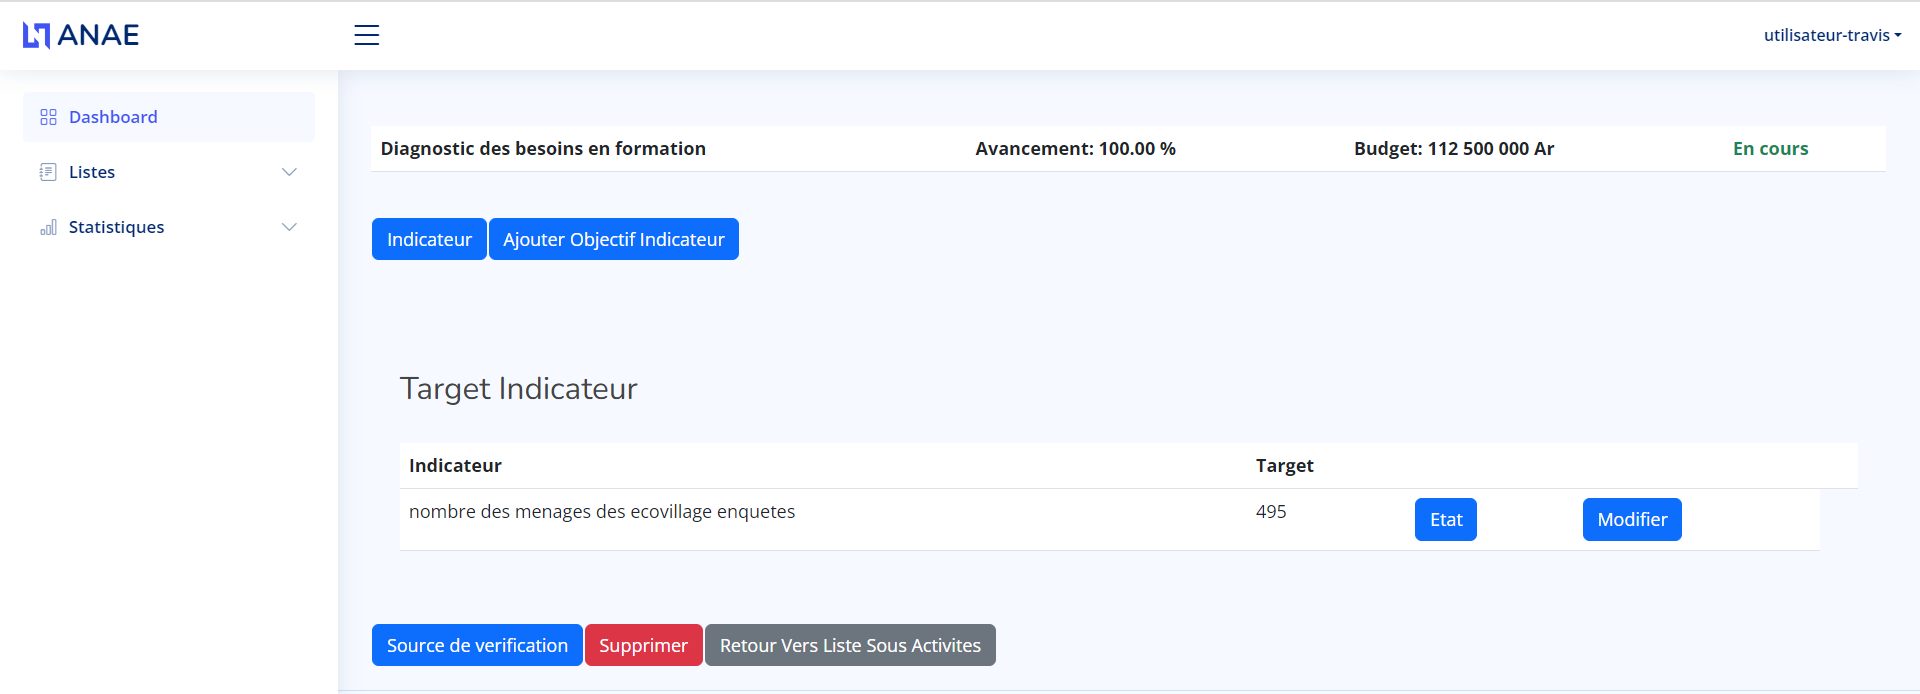 ANAE
utilisateur-travis
Dashboard
Listes
Statistiques
Diagnostic des besoins en formation Avancement: 100.00 % Budget: 112 500 000 Ar En cours
Indicateur Ajouter Objectif Indicateur
Target Indicateur
Indicateur Target
nombre des menages des ecovillage enquetes 495 Etat Modifier
Source de verification Supprimer Retour Vers Liste Sous Activites